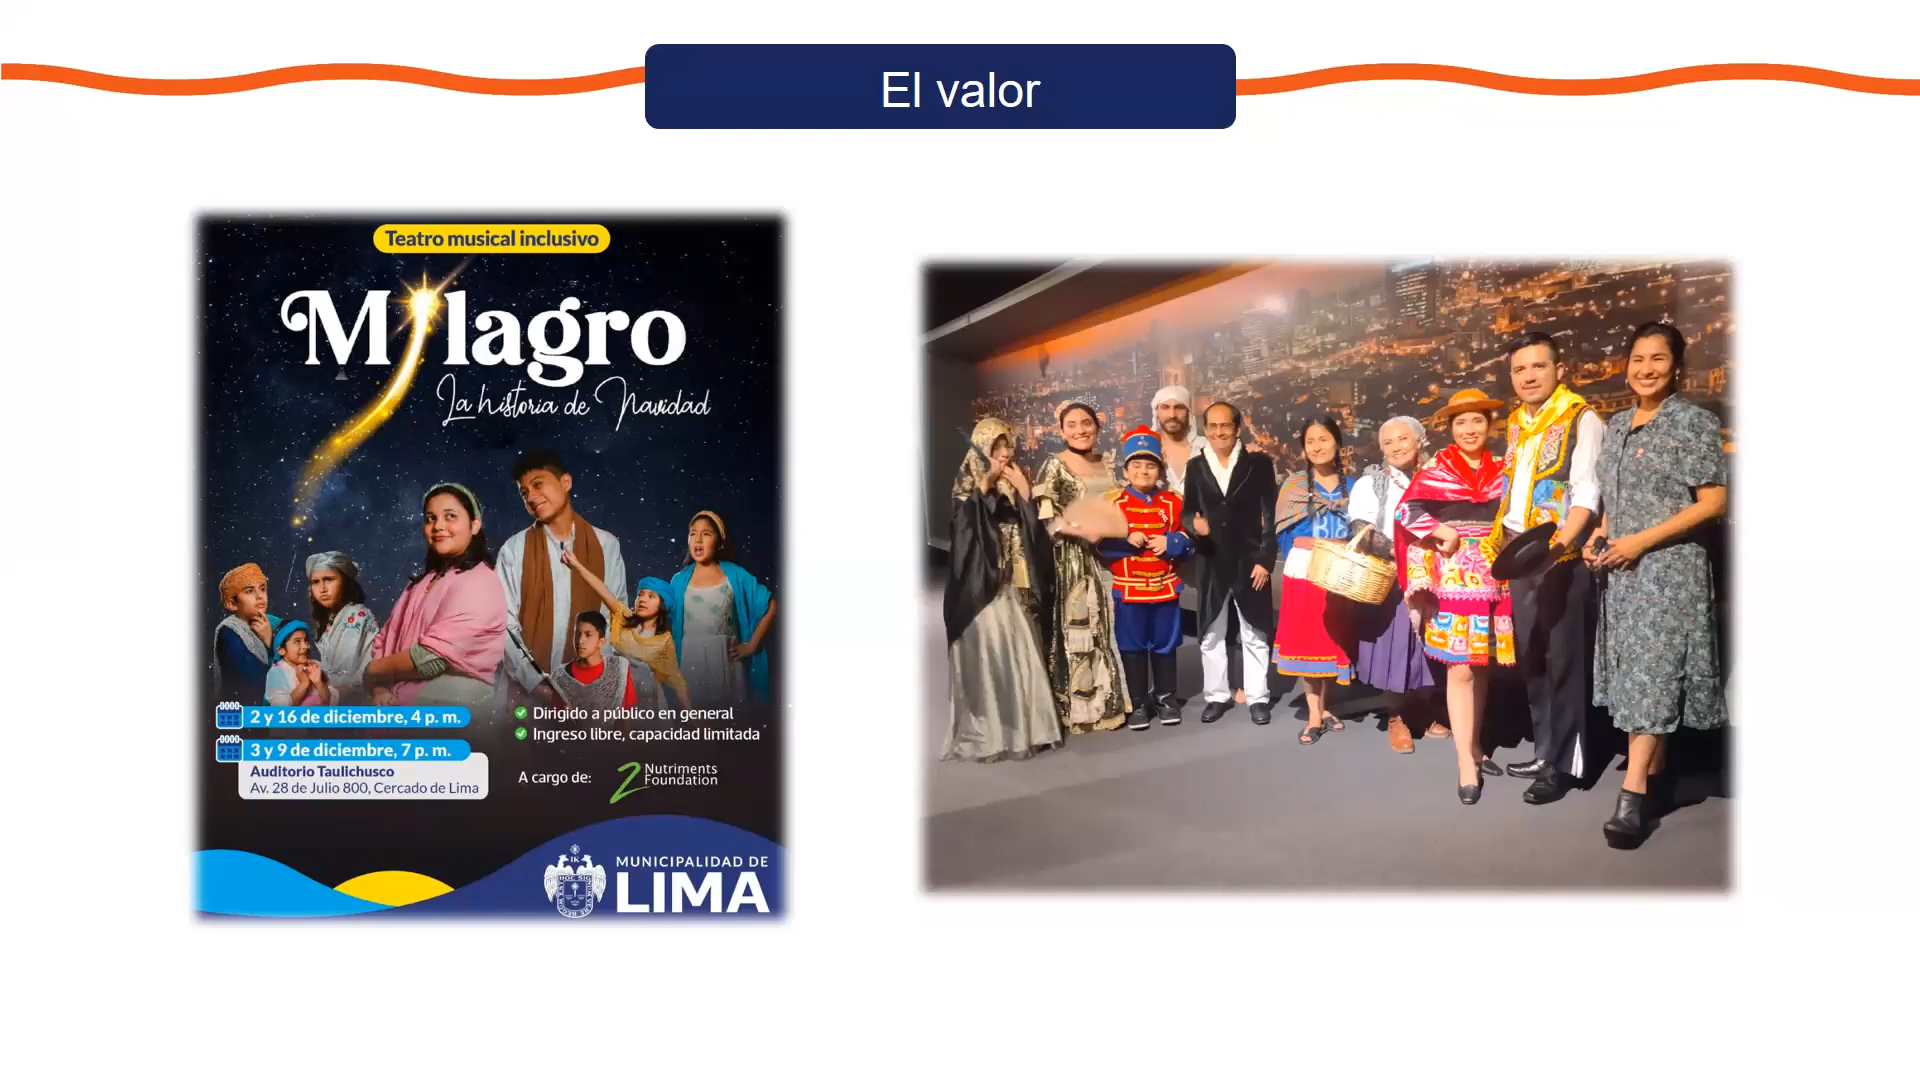 El valor
Teatro musical inclusivo
Milagro
La historia de Navidad
2 y 16 de diciembre, 4 p. m.
3 y 9 de diciembre, 7 p. m.
Auditorio Taulichusco
Av. 28 de Julio 800, Cercado de Lima
Dirigido a público en general
Ingreso libre, capacidad limitada
A cargo de:
Nutriments
Foundation
MUNICIPALIDAD DE
LIMA